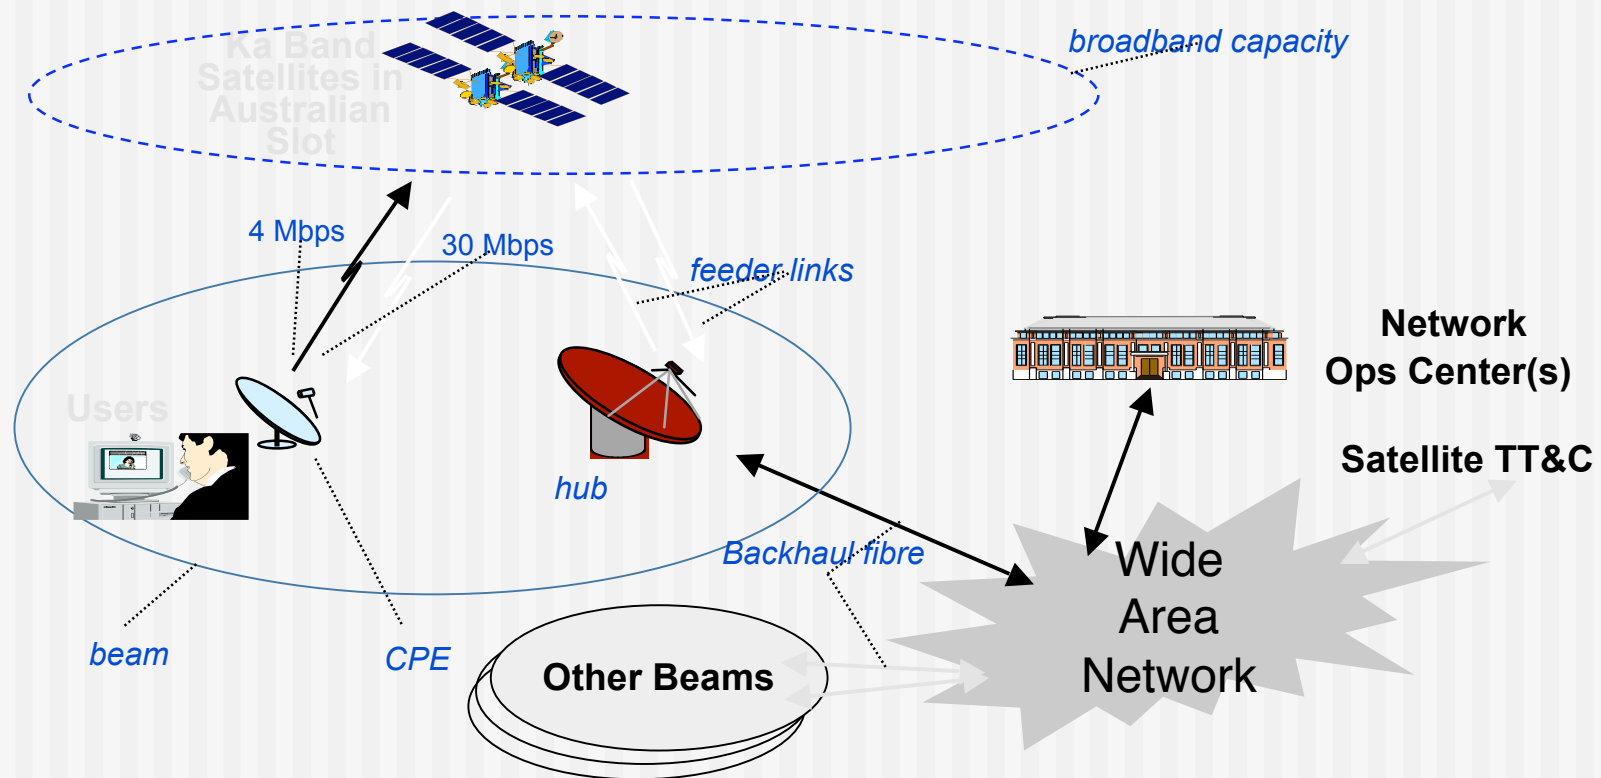 Ka Band
Satellites in
Australian
Slot
broadband capacity
4 Mbps
30 Mbps
feeder links
Network
Ops Center(s)
Users
Satellite TT&C
hub
Backhaul fibre
Wide
Area
Network
beam
CPE
Other Beams